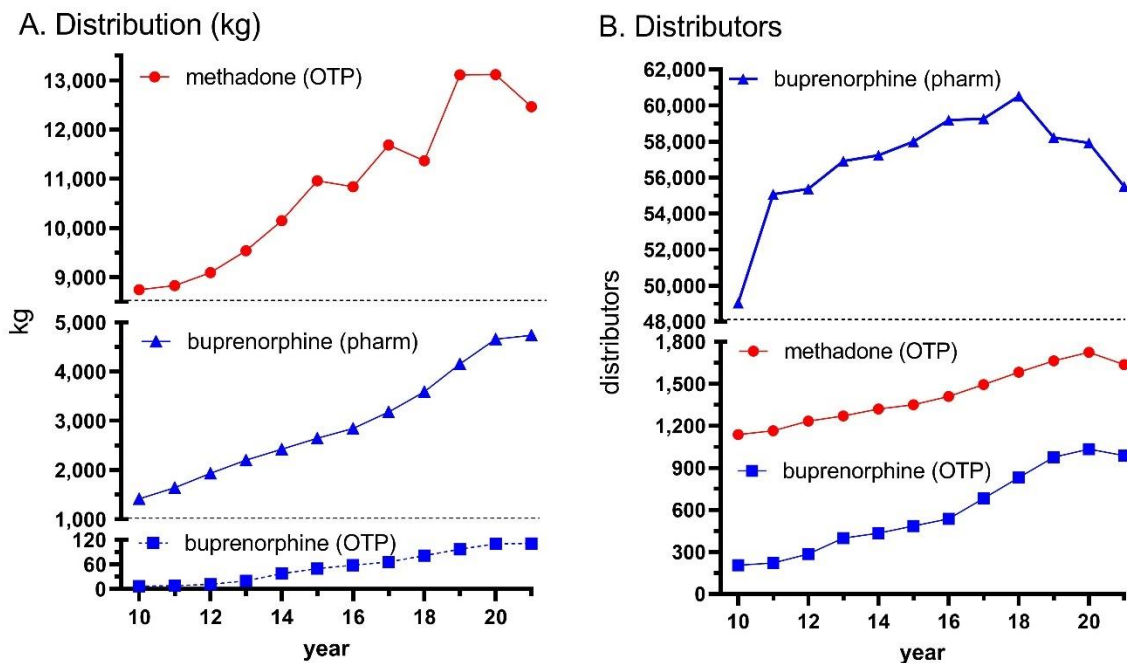 A. Distribution (kg)
13,000
12,000
11,000
10,000
9,000
methadone (OTP)
kg
5,000
4,000
3,000
2,000
1,000
buprenorphine (pharm)
120
60
0
buprenorphine (OTP)
10 12 14 16 18 20
year
B. Distributors
62,000
60,000
58,000
56,000
54,000
52,000
50,000
48,000
buprenorphine (pharm)
distributors
1,800
1,500
1,200
900
600
300
0
methadone (OTP)
buprenorphine (OTP)
10 12 14 16 18 20
year